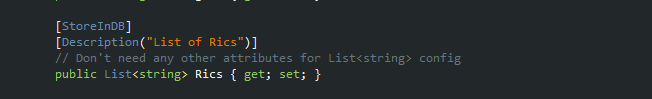 [StoreInDB]
[Description("List of Rics")]
// Don't need any other attributes for List<string> config
public List<string> Rics { get; set; }